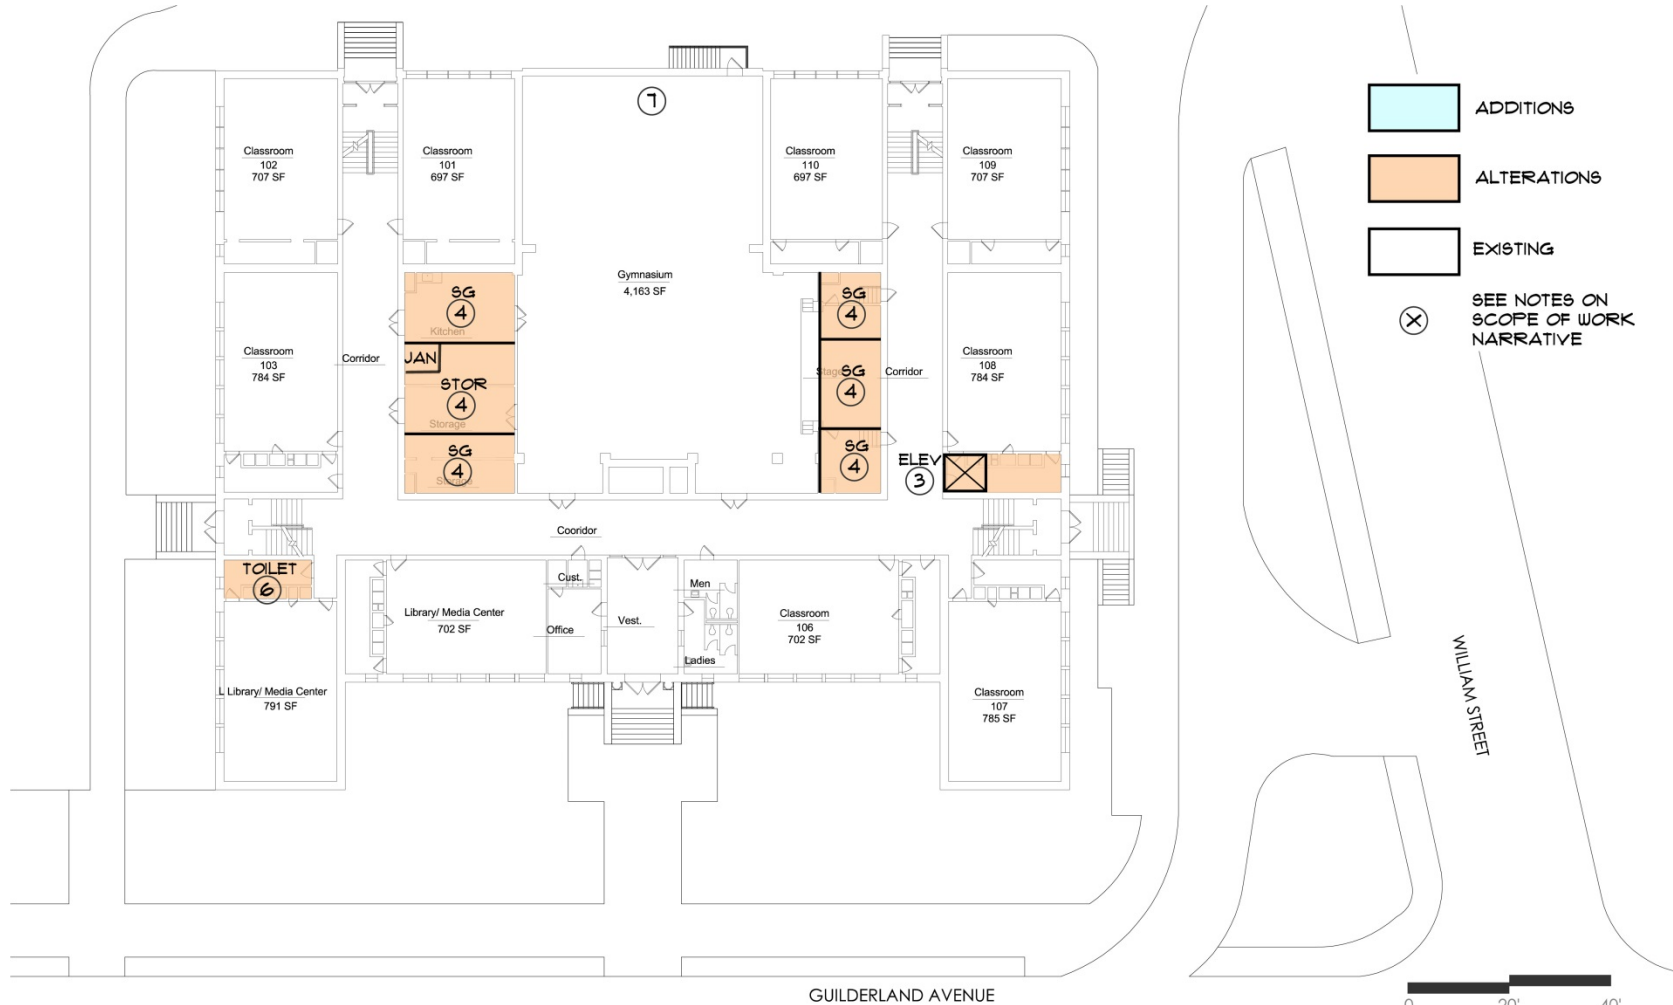 7
ADDITIONS
ALTERATIONS
EXISTING
X
SEE NOTES ON
SCOPE OF WORK
NARRATIVE
Classroom
102
707 SF
Classroom
101
697 SF
Classroom
110
697 SF
Classroom
109
707 SF
Gymnasium
4,163 SF
SG
4
Kitchen
JAN
STOR
4
Storage
SG
4
Storage
SG
4
Stage
SG
4
SG
4
Classroom
103
784 SF
Corridor
Corridor
Classroom
108
784 SF
ELEV
3
Cooridor
TOILET
6
Library/ Media Center
702 SF
Cust.
Office
Vest.
Men
Ladies
Classroom
106
702 SF
L Library/ Media Center
791 SF
Classroom
107
785 SF
WILLIAM STREET
GUILDERLAND AVENUE
0 20' 40'